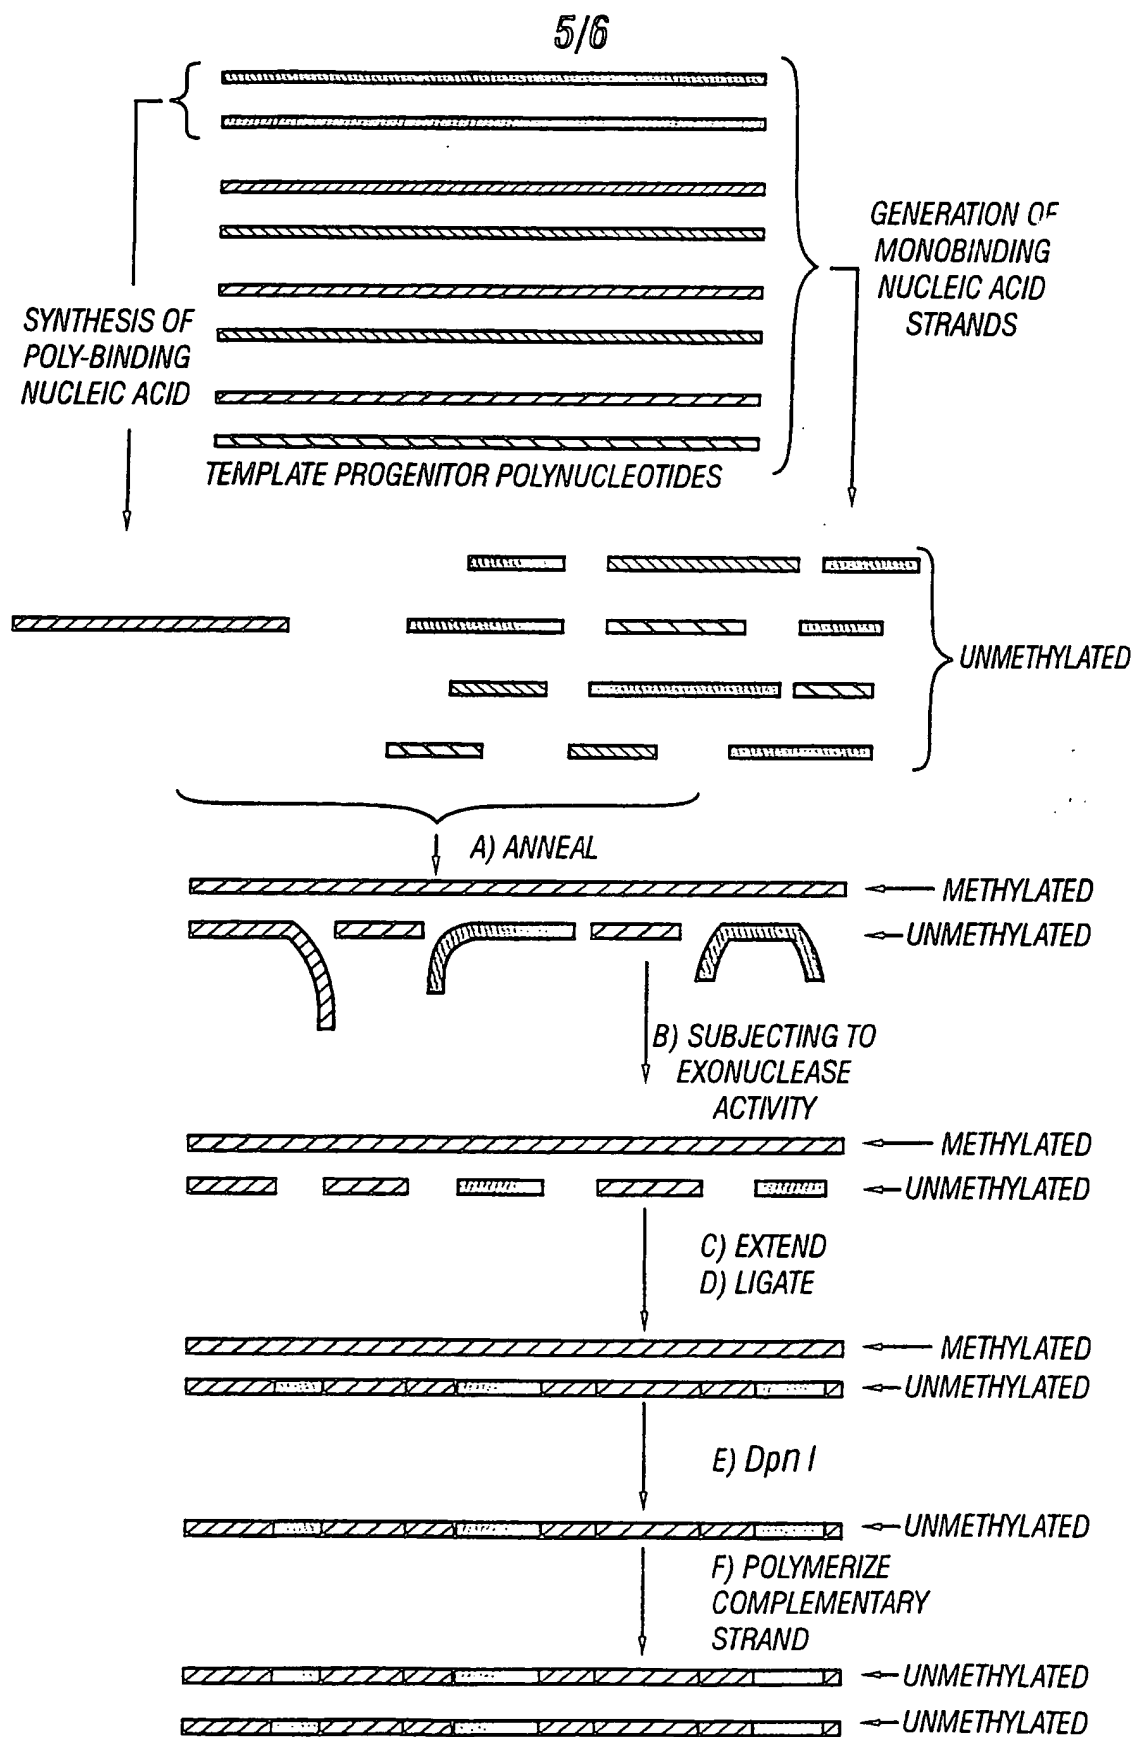 5/6
GENERATION OF
MONOBINDING
NUCLEIC ACID
STRANDS
SYNTHESIS OF
POLY-BINDING
NUCLEIC ACID
TEMPLATE PROGENITOR POLYNUCLEOTIDES
UNMETHYLATED
A) ANNEAL
METHYLATED
UNMETHYLATED
B) SUBJECTING TO
EXONUCLEASE
ACTIVITY
METHYLATED
UNMETHYLATED
C) EXTEND
D) LIGATE
METHYLATED
UNMETHYLATED
E) Dpn I
UNMETHYLATED
F) POLYMERIZE
COMPLEMENTARY
STRAND
UNMETHYLATED
UNMETHYLATED